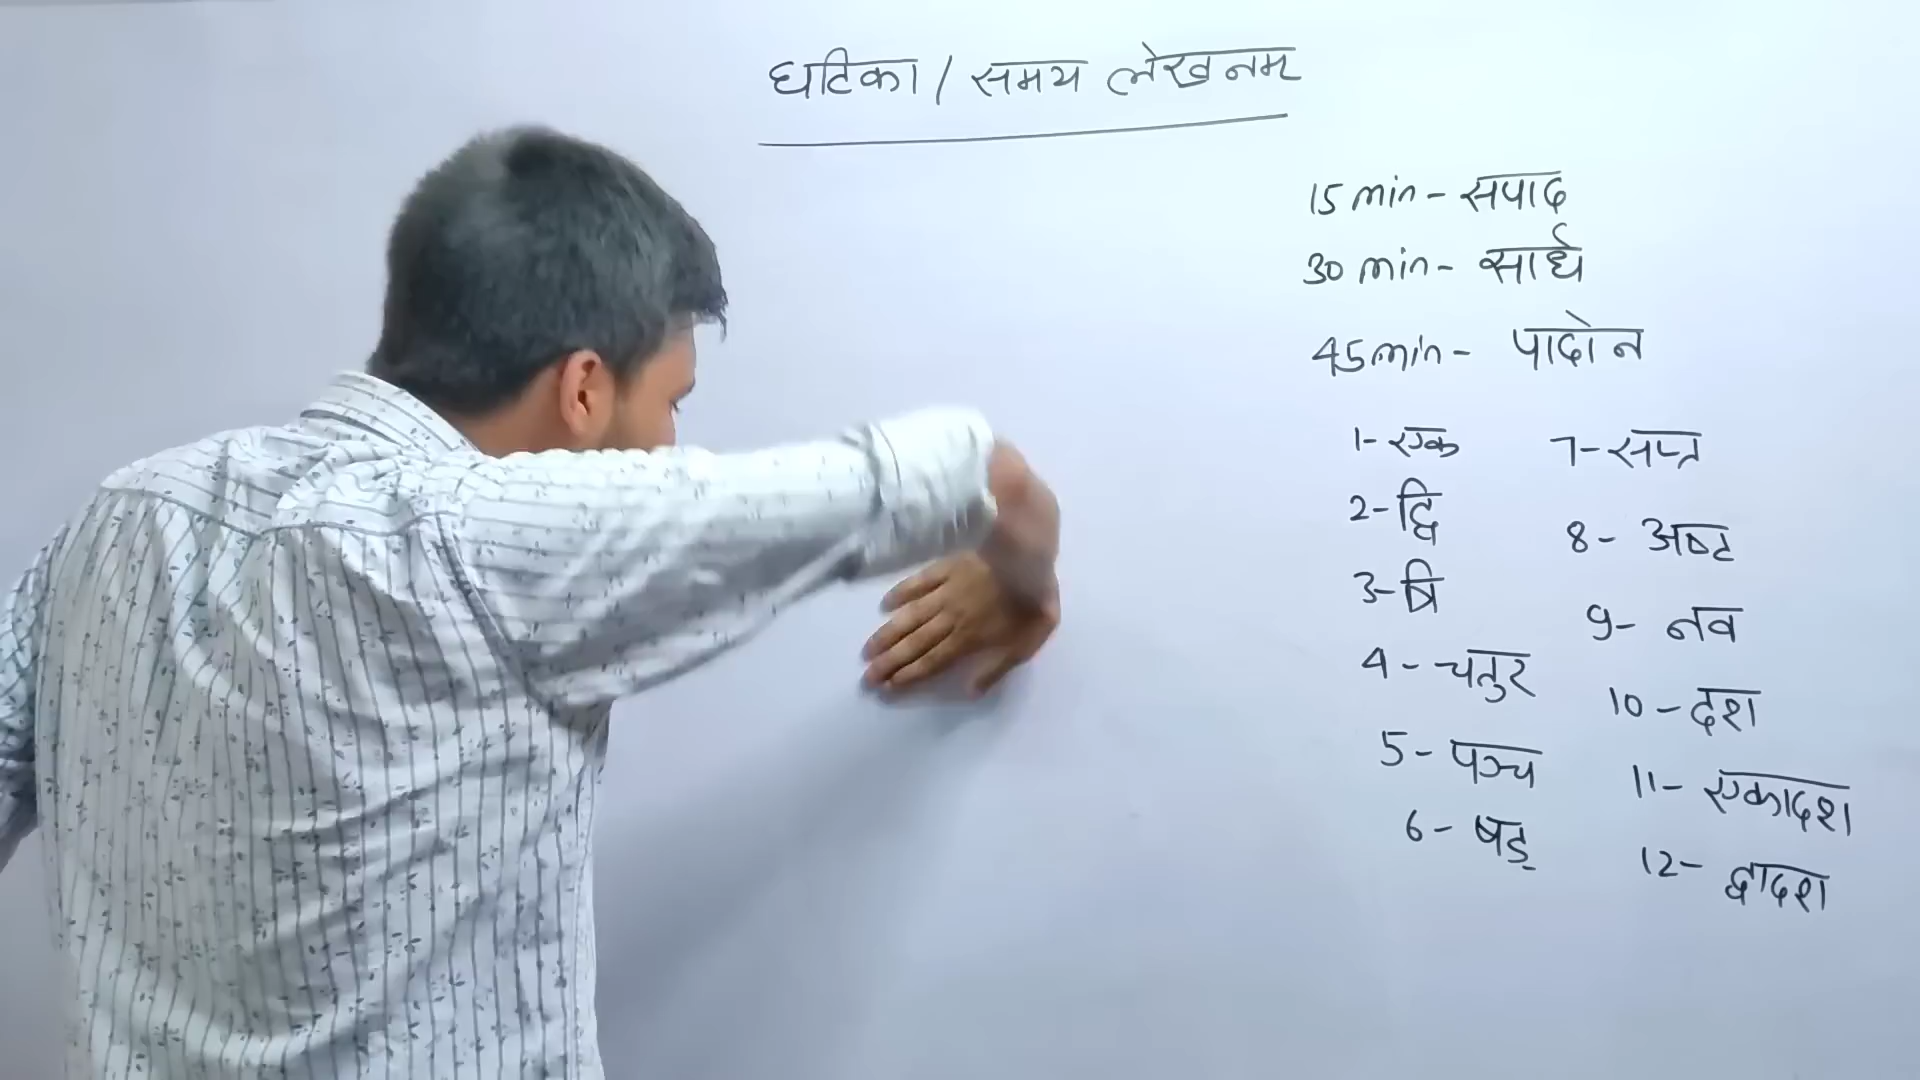 घटिका / समय लेखनम्
15 min - सपाद
30 min - सार्ध
45 min - पादोन
1 - एक
2 - द्वि
3 - त्रि
4 - चतुर
5 - पञ्च
6 - षड्
7 - सप्त
8 - अष्ट
9 - नव
10 - दश
11 - एकादश
12 - द्वादश